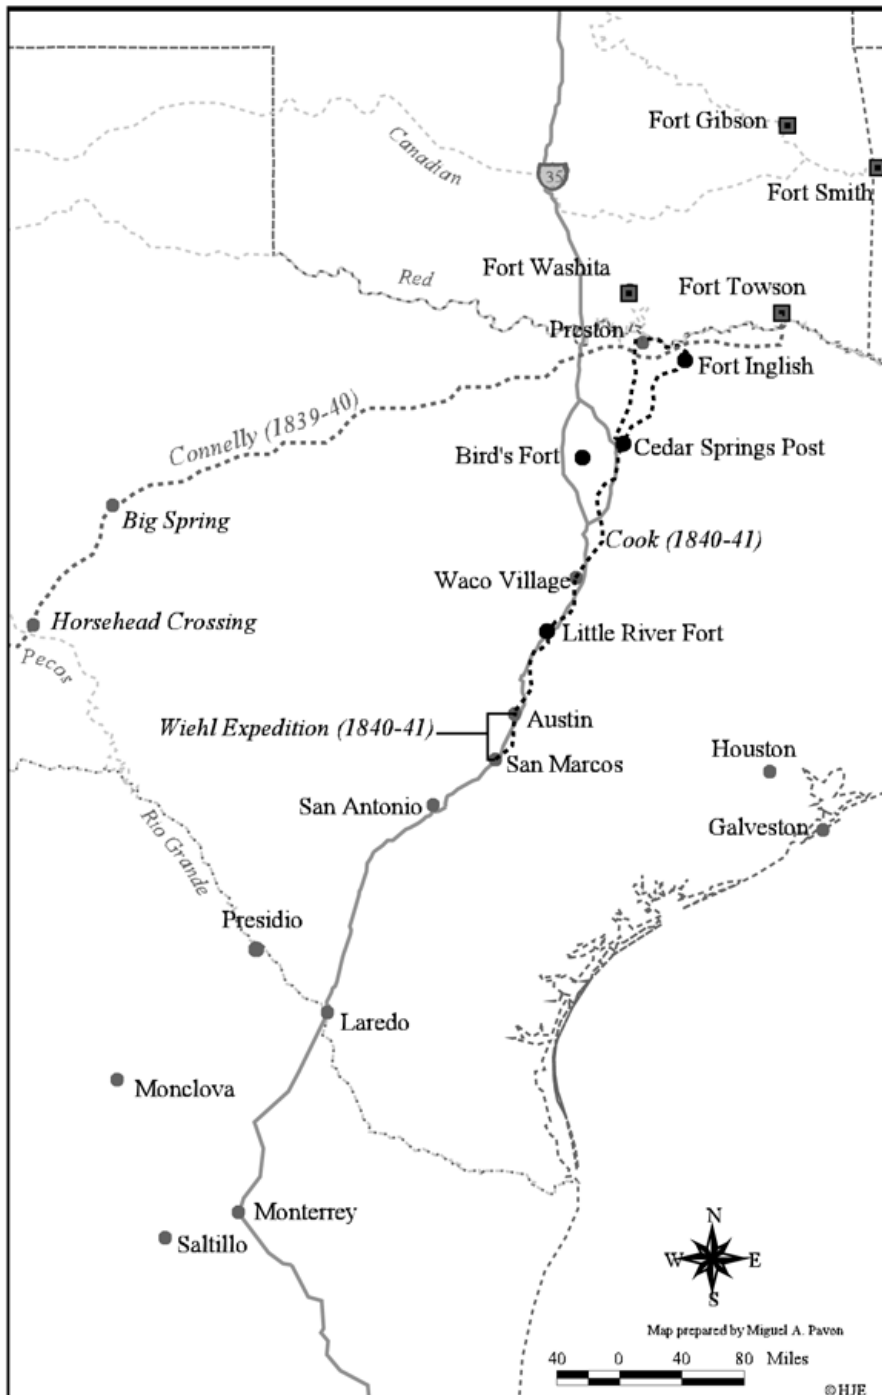 Fort Gibson
Canadian
35
Fort Smith
Fort Washita
Red
Fort Towson
Preston
Fort Inglish
Connelly (1839-40)
Bird's Fort
Cedar Springs Post
Big Spring
Cook (1840-41)
Waco Village
Horsehead Crossing
Little River Fort
Pecos
Wiehl Expedition (1840-41)
Austin
San Marcos
Houston
San Antonio
Galveston
Rio Grande
Presidio
Laredo
Monclova
Monterrey
Saltillo
N
W E
S
Map prepared by Miguel A. Pavon
40 0 40 80 Miles
©HJE